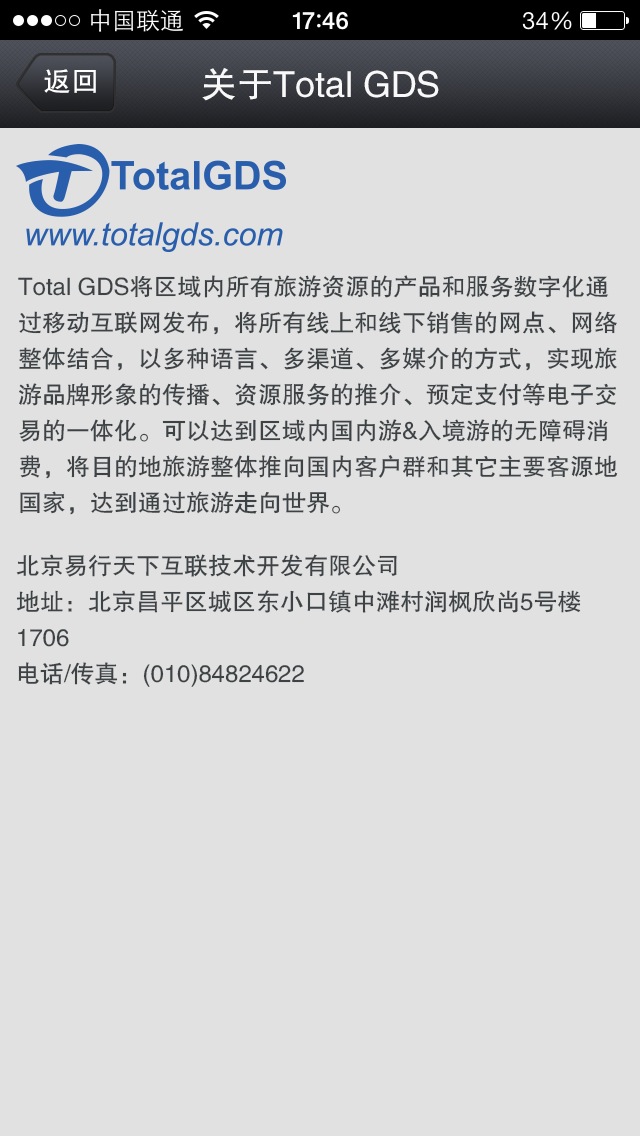 中国联通 17:46 34%
返回 关于Total GDS
TotalGDS
www.totalgds.com
Total GDS将区域内所有旅游资源的产品和服务数字化通
过移动互联网发布，将所有线上和线下销售的网点、网络
整体结合，以多种语言、多渠道、多媒介的方式，实现旅
游品牌形象的传播、资源服务的推介、预定支付等电子交
易的一体化。可以达到区域内国内游&入境游的无障碍消
费，将目的地旅游整体推向国内客户群和其它主要客源地
国家，达到通过旅游走向世界。
北京易行天下互联技术开发有限公司
地址：北京昌平区城区东小口镇中滩村润枫欣尚5号楼
1706
电话/传真：(010)84824622